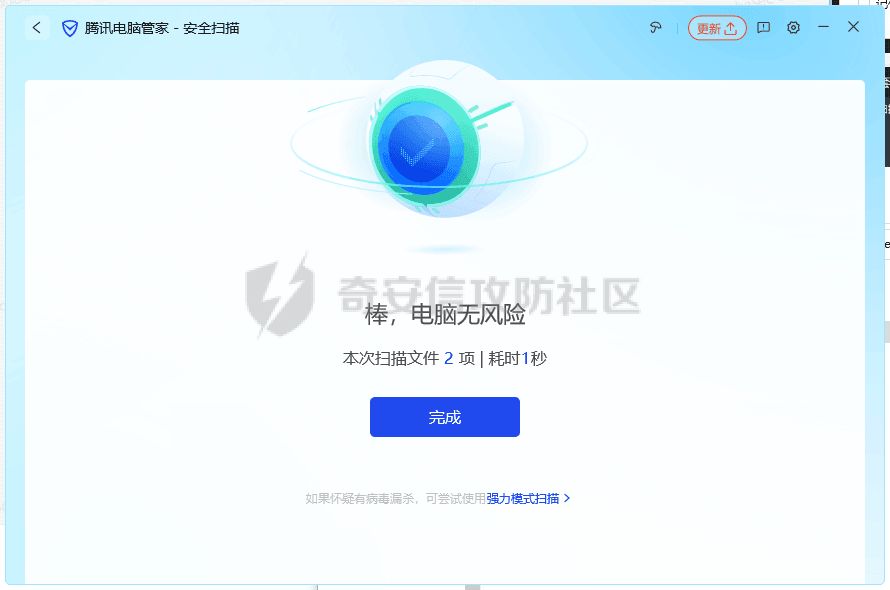 腾讯电脑管家 - 安全扫描
更新
奇安信攻防社区
棒，电脑无风险
本次扫描文件 2 项 | 耗时1秒
完成
如果怀疑有病毒漏杀，可尝试使用强力模式扫描 >